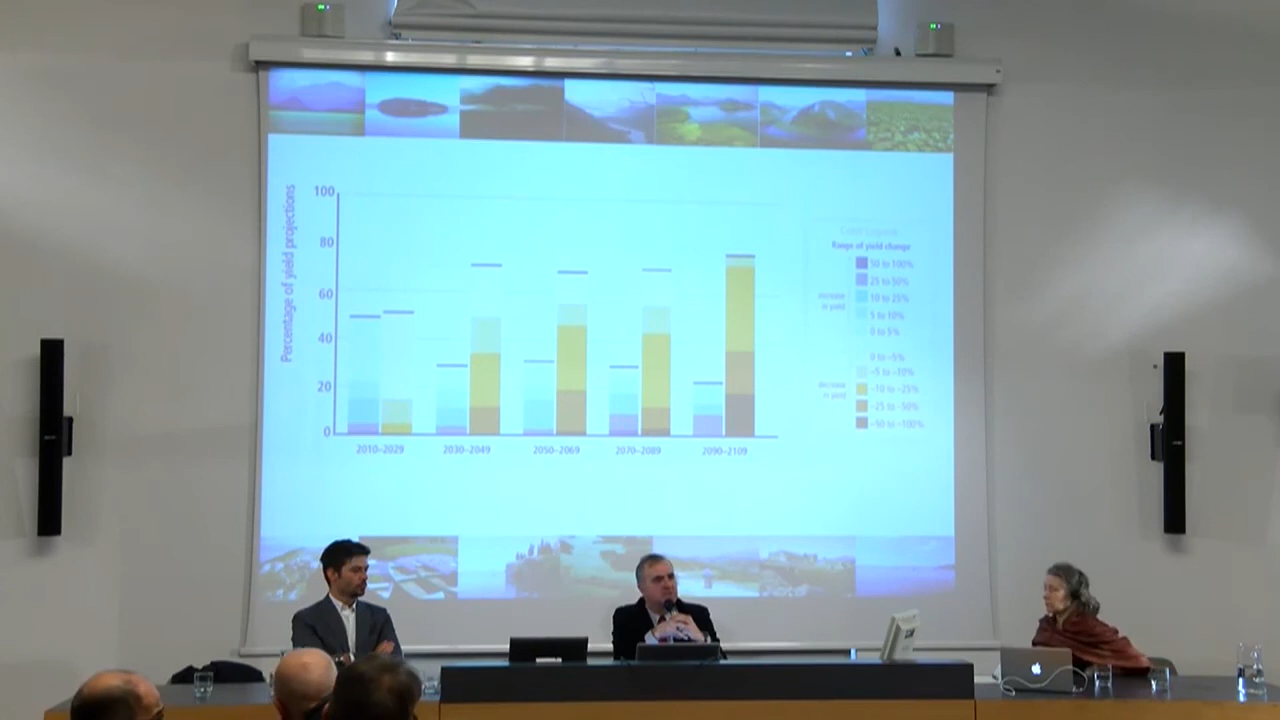 Percentage of yield projections
100
80
60
40
20
0
2010–2029
2030–2049
2050–2069
2070–2089
2090–2109
Color Legend
Range of yield change
increase
in yield
50 to 100%
25 to 50%
10 to 25%
5 to 10%
0 to 5%
decrease
in yield
0 to –5%
–5 to –10%
–10 to –25%
–25 to –50%
–50 to –100%